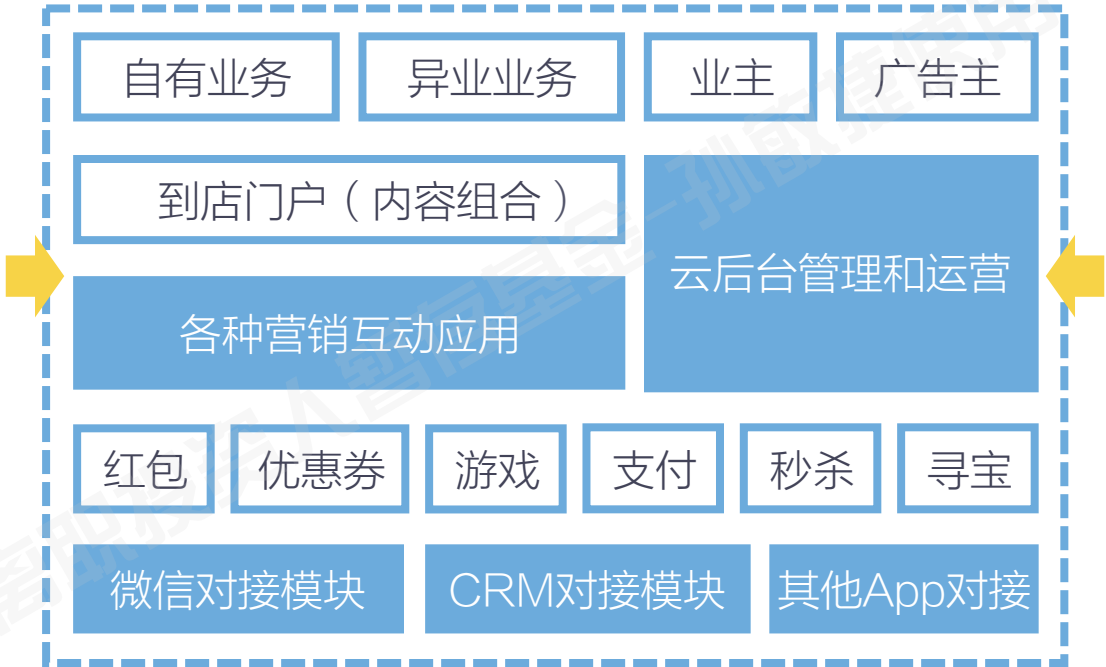 自有业务
异业业务
业主
广告主
到店门户（内容组合）
云后台管理和运营
各种营销互动应用
红包
优惠券
游戏
支付
秒杀
寻宝
微信对接模块
CRM对接模块
其他App对接